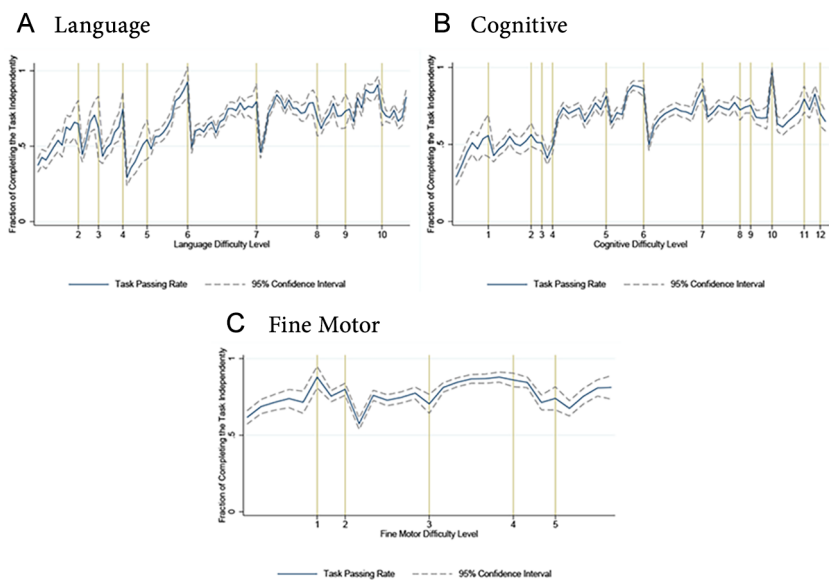 A Language
B Cognitive
Fraction of Completing the Task Independently
1
.5
0
2 3 4 5 6 7 8 9 10
Language Difficulty Level
Task Passing Rate 95% Confidence Interval
Fraction of Completing the Task Independently
1
.5
0
1 2 3 4 5 6 7 8 9 10 11 12
Cognitive Difficulty Level
Task Passing Rate 95% Confidence Interval
C Fine Motor
Fraction of Completing the Task Independently
1
.5
0
1 2 3 4 5
Fine Motor Difficulty Level
Task Passing Rate 95% Confidence Interval